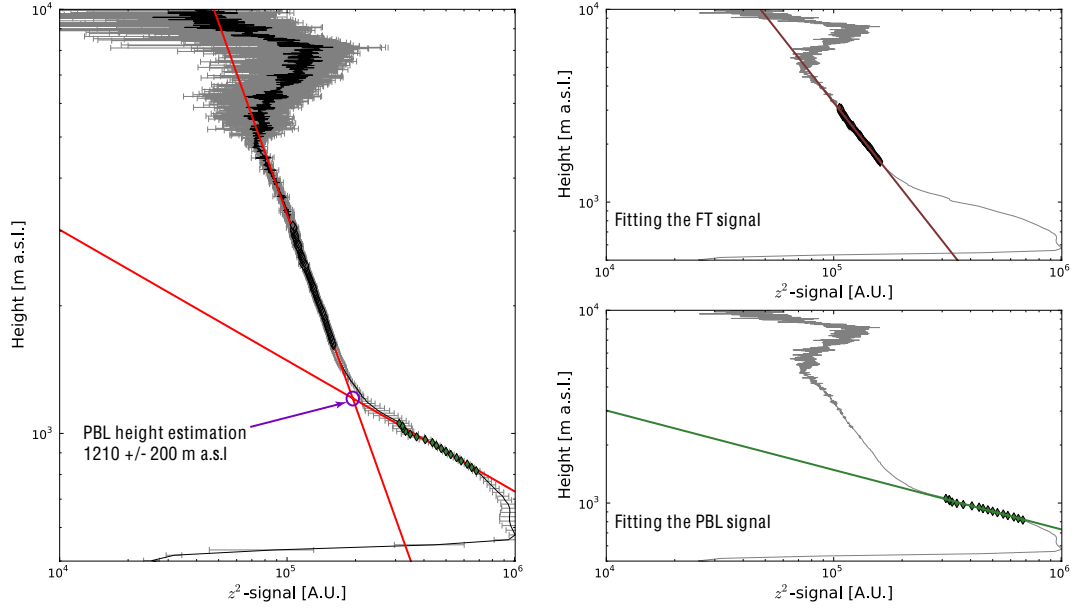 10⁴
10³
Height [m a.s.l.]
PBL height estimation
1210 +/- 200 m a.s.l
10⁴
10⁵
10⁶
z²-signal [A.U.]
10⁴
10³
Height [m a.s.l.]
Fitting the FT signal
10⁴
10⁵
10⁶
z²-signal [A.U.]
10⁴
10³
Height [m a.s.l.]
Fitting the PBL signal
10⁴
10⁵
10⁶
z²-signal [A.U.]